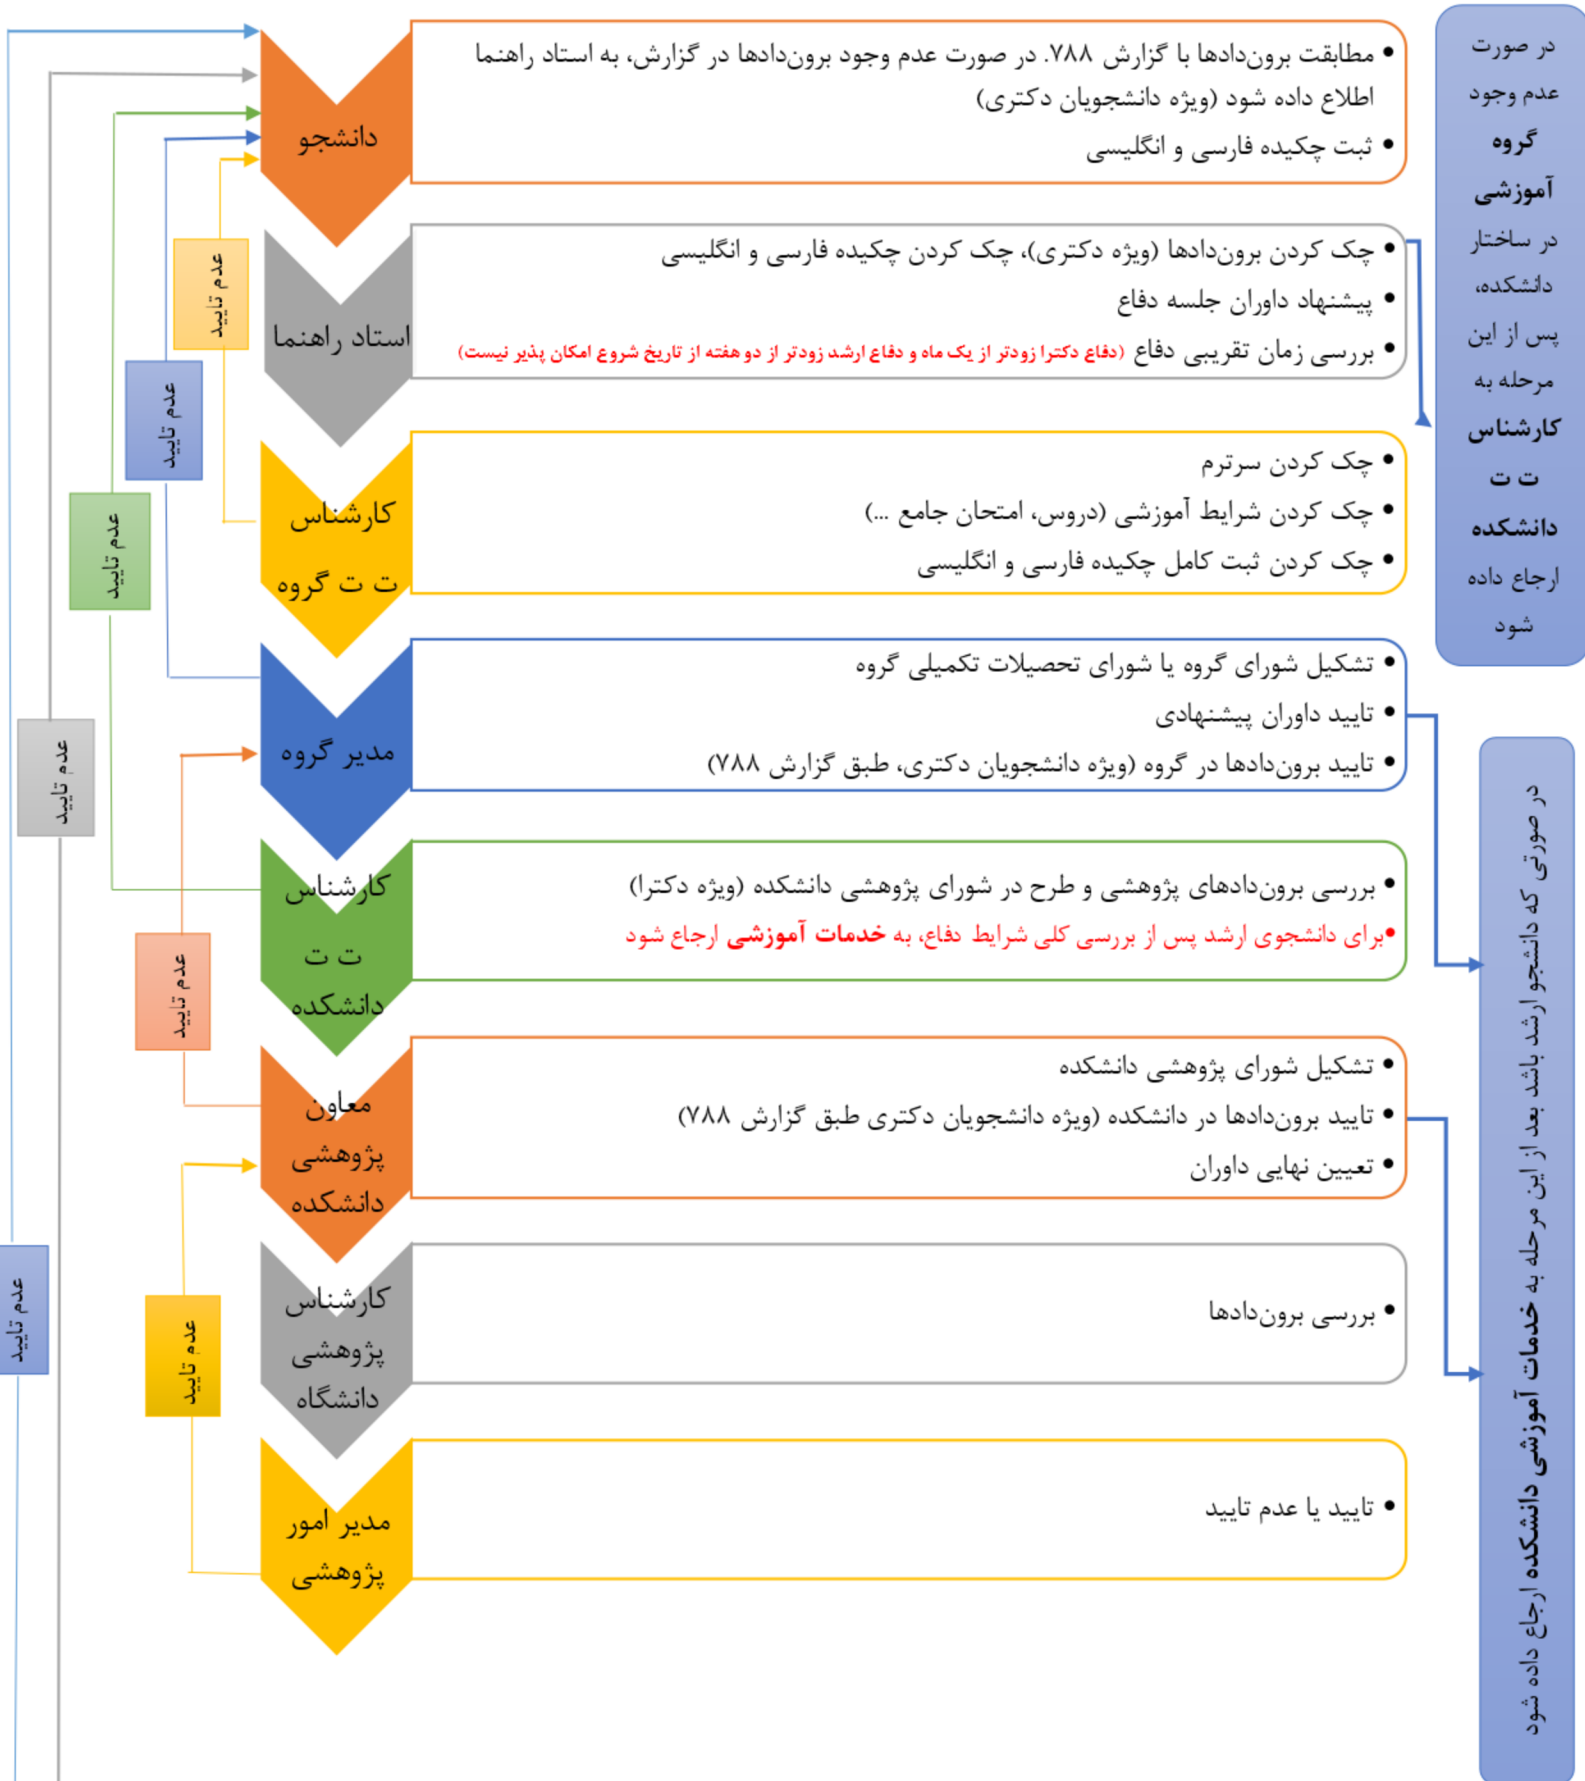 دانشجو
• مطابقت برون‌دادها با گزارش ۷۸۸. در صورت عدم وجود برون‌دادها در گزارش، به استاد راهنما
اطلاع داده شود (ویژه دانشجویان دکتری)
• ثبت چکیده فارسی و انگلیسی
استاد راهنما
• چک کردن برون‌دادها (ویژه دکتری)، چک کردن چکیده فارسی و انگلیسی
• پیشنهاد داوران جلسه دفاع
• بررسی زمان تقریبی دفاع (دفاع دکترا زودتر از یک ماه و دفاع ارشد زودتر از دو هفته از تاریخ شروع امکان پذیر نیست)
کارشناس
ت ت گروه
• چک کردن سرترم
• چک کردن شرایط آموزشی (دروس، امتحان جامع ...)
• چک کردن ثبت کامل چکیده فارسی و انگلیسی
مدیر گروه
• تشکیل شورای گروه یا شورای تحصیلات تکمیلی گروه
• تایید داوران پیشنهادی
• تایید برون‌دادها در گروه (ویژه دانشجویان دکتری، طبق گزارش ۷۸۸)
کارشناس
ت ت
دانشکده
• بررسی برون‌دادهای پژوهشی و طرح در شورای پژوهشی دانشکده (ویژه دکترا)
•برای دانشجوی ارشد پس از بررسی کلی شرایط دفاع، به خدمات آموزشی ارجاع شود
معاون
پژوهشی
دانشکده
• تشکیل شورای پژوهشی دانشکده
• تایید برون‌دادها در دانشکده (ویژه دانشجویان دکتری طبق گزارش ۷۸۸)
• تعیین نهایی داوران
کارشناس
پژوهشی
دانشگاه
• بررسی برون‌دادها
مدیر امور
پژوهشی
• تایید یا عدم تایید
در صورت
عدم وجود
گروه
آموزشی
در ساختار
دانشکده،
پس از این
مرحله به
کارشناس
ت ت
دانشکده
ارجاع داده
شود
در صورتی که دانشجو ارشد باشد بعد از این مرحله به خدمات آموزشی دانشکده ارجاع داده شود
عدم تایید
عدم تایید
عدم تایید
عدم تایید
عدم تایید
عدم تایید
عدم تایید